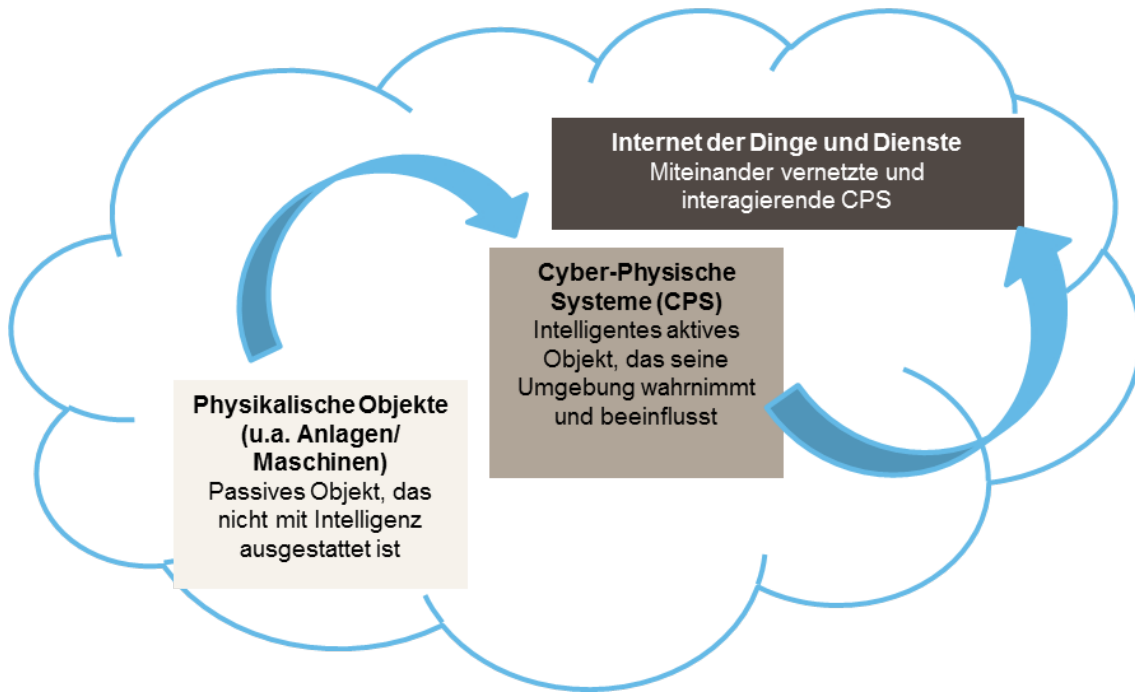 Internet der Dinge und Dienste
Miteinander vernetzte und
interagierende CPS
Cyber-Physische
Systeme (CPS)
Intelligentes aktives
Objekt, das seine
Umgebung wahrnimmt
und beeinflusst
Physikalische Objekte
(u.a. Anlagen/
Maschinen)
Passives Objekt, das
nicht mit Intelligenz
ausgestattet ist